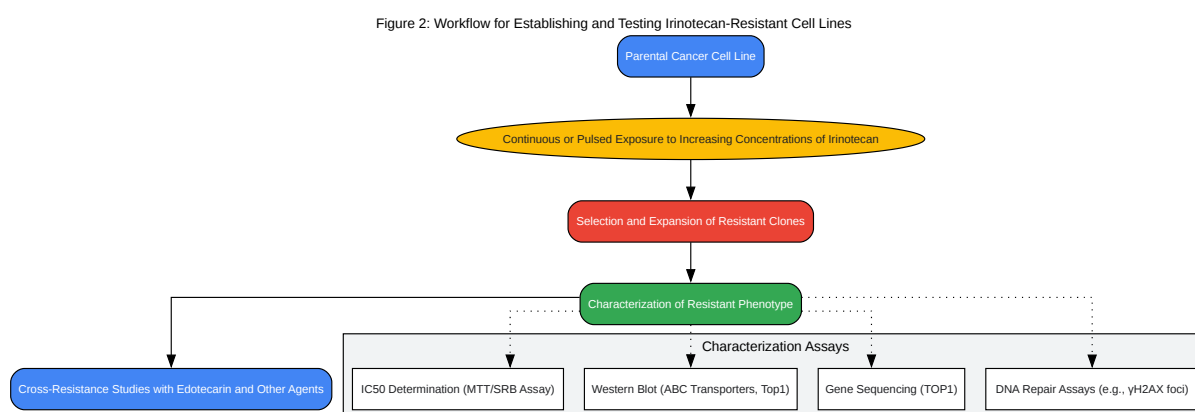 Figure 2: Workflow for Establishing and Testing Irinotecan-Resistant Cell Lines
Parental Cancer Cell Line
Continuous or Pulsed Exposure to Increasing Concentrations of Irinotecan
Selection and Expansion of Resistant Clones
Characterization of Resistant Phenotype
Characterization Assays
Cross-Resistance Studies with Edotecarin and Other Agents
IC50 Determination (MTT/SRB Assay)
Western Blot (ABC Transporters, Top1)
Gene Sequencing (TOP1)
DNA Repair Assays (e.g., γH2AX foci)